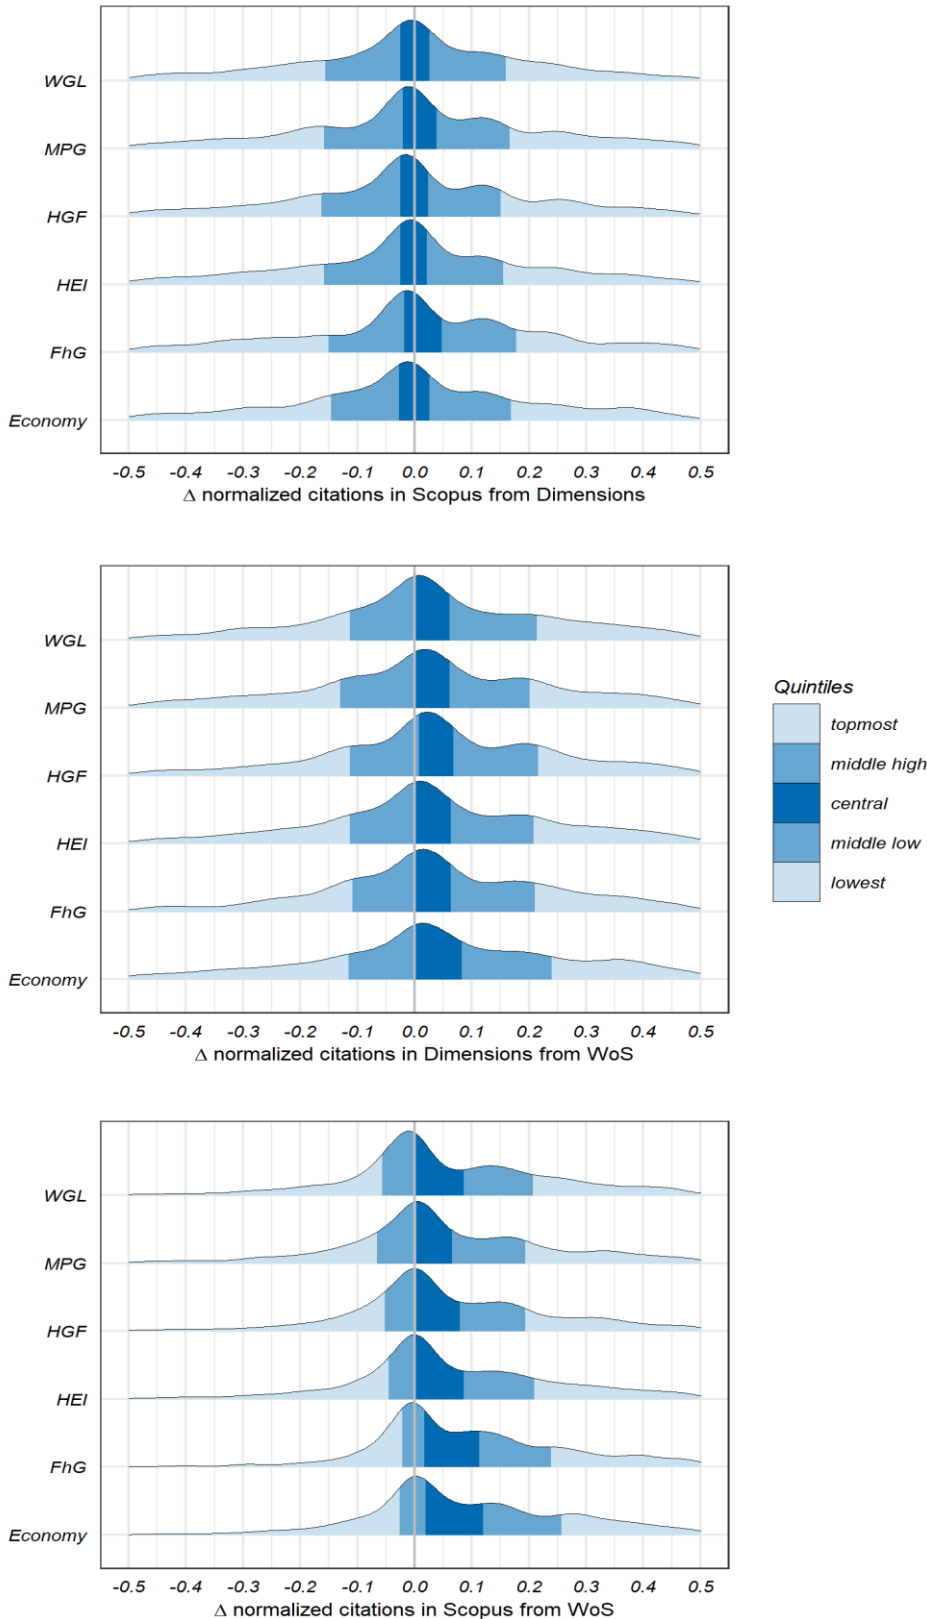 WGL
MPG
HGF
HEI
FhG
Economy
-0.5 -0.4 -0.3 -0.2 -0.1 0.0 0.1 0.2 0.3 0.4 0.5
Δ normalized citations in Scopus from Dimensions
WGL
MPG
HGF
HEI
FhG
Economy
-0.5 -0.4 -0.3 -0.2 -0.1 0.0 0.1 0.2 0.3 0.4 0.5
Δ normalized citations in Dimensions from WoS
Quintiles
topmost
middle high
central
middle low
lowest
WGL
MPG
HGF
HEI
FhG
Economy
-0.5 -0.4 -0.3 -0.2 -0.1 0.0 0.1 0.2 0.3 0.4 0.5
Δ normalized citations in Scopus from WoS